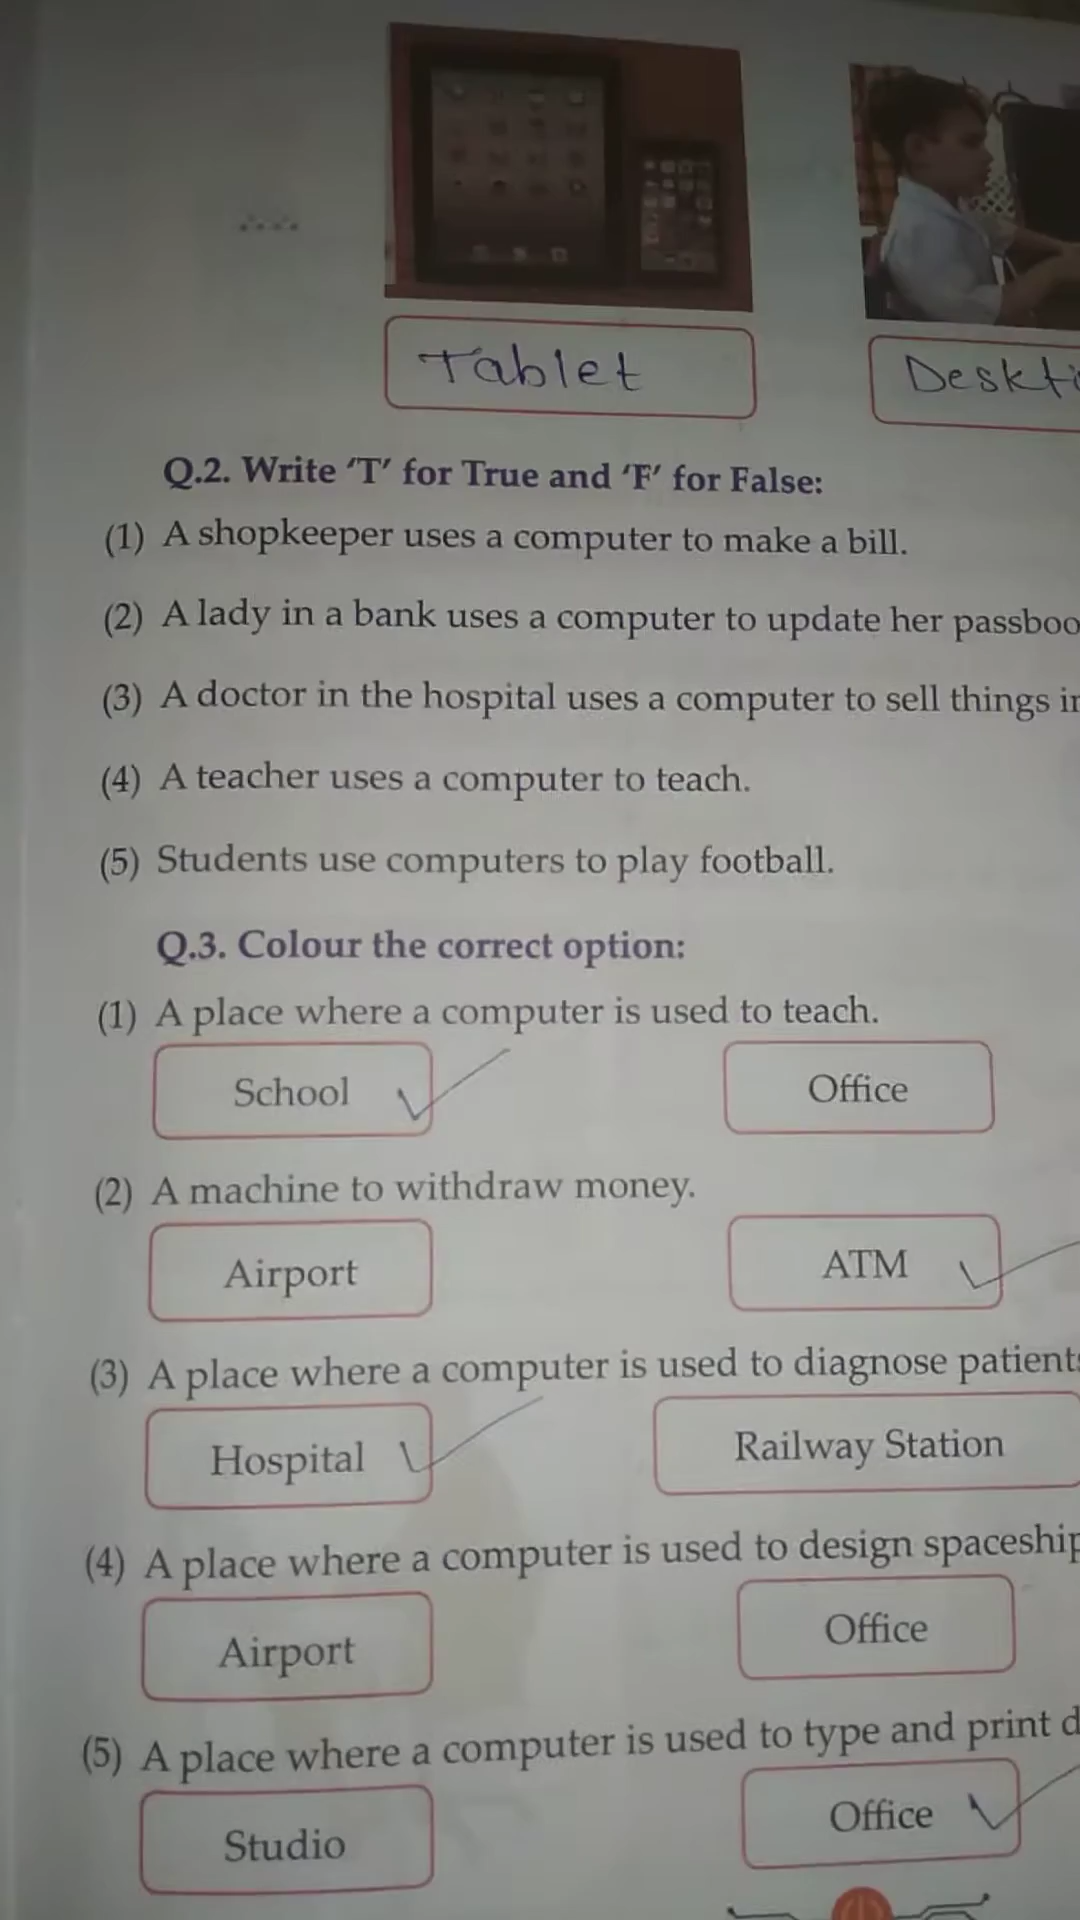 Tablet
Deskt
Q.2. Write 'T' for True and 'F' for False:
(1) A shopkeeper uses a computer to make a bill.
(2) A lady in a bank uses a computer to update her passboo
(3) A doctor in the hospital uses a computer to sell things in
(4) A teacher uses a computer to teach.
(5) Students use computers to play football.
Q.3. Colour the correct option:
(1) A place where a computer is used to teach.
School Office
(2) A machine to withdraw money.
Airport ATM
(3) A place where a computer is used to diagnose patients
Hospital Railway Station
(4) A place where a computer is used to design spaceship
Airport Office
(5) A place where a computer is used to type and print d
Studio Office